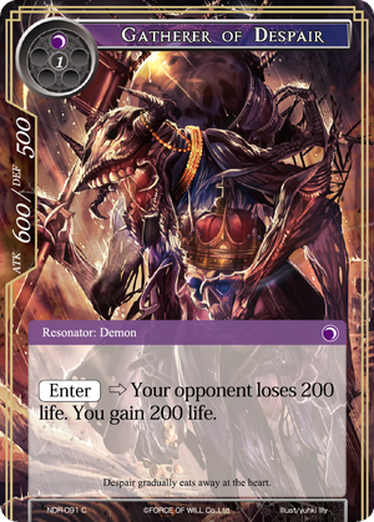 GATHERER OF DESPAIR
1
ATK 600 / DEF 500
Resonator: Demon
Enter ⇨ Your opponent loses 200
life. You gain 200 life.
Despair gradually eats away at the heart.
NDR-091 C ©FORCE OF WILL Co.,Ltd. Illust/yuhki illy